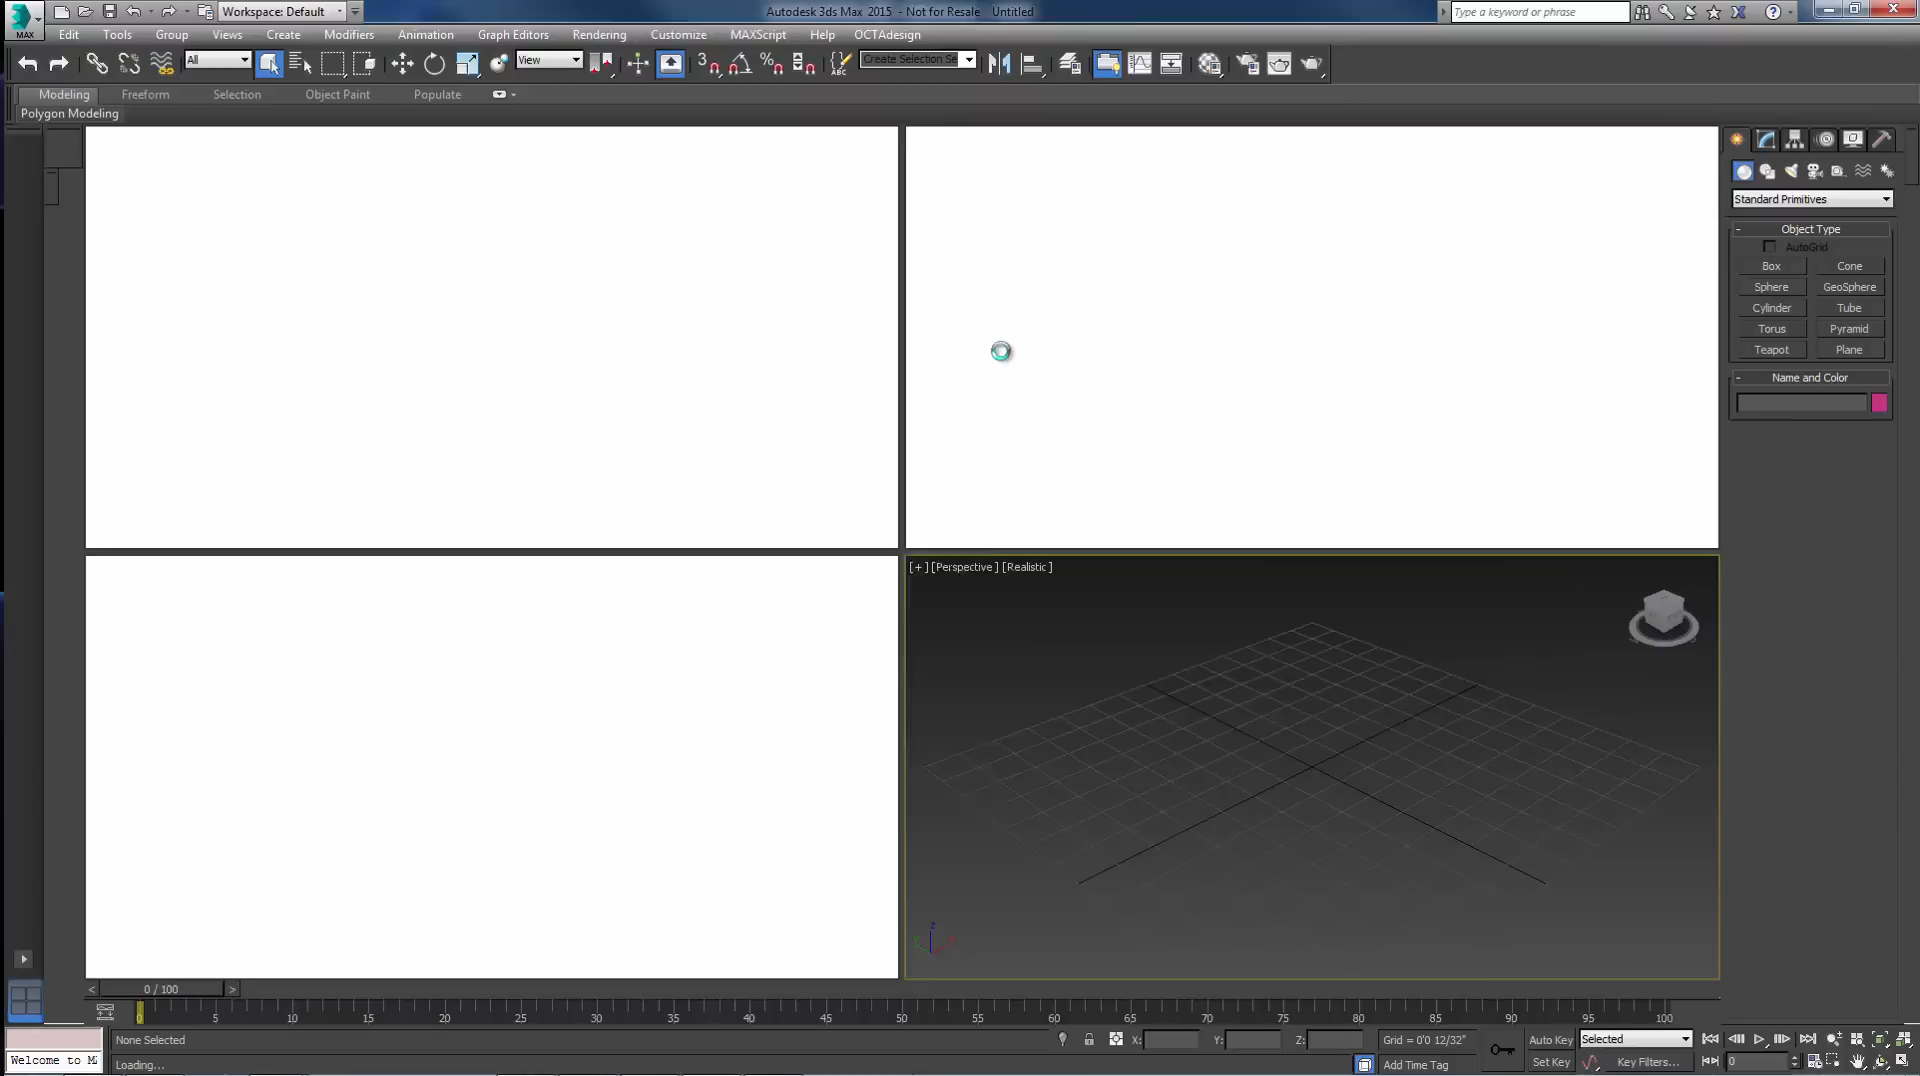 Workspace: Default
Autodesk 3ds Max 2015 - Not for Resale Untitled
Type a keyword or phrase
MAX
Edit Tools Group Views Create Modifiers Animation Graph Editors Rendering Customize MAXScript Help OCTAdesign
All
View
3
%
ABC
Create Selection Se
Modeling Freeform Selection Object Paint Populate
Polygon Modeling
Standard Primitives
- Object Type
AutoGrid
Box Cone
Sphere GeoSphere
Cylinder Tube
Torus Pyramid
Teapot Plane
- Name and Color
[+] [Perspective ] [Realistic ]
z
< 0 / 100 >
0 5 10 15 20 25 30 35 40 45 50 55 60 65 70 75 80 85 90 95 100
None Selected
X: Y: Z:
Grid = 0'0 12/32"
Auto Key
Selected
Welcome to M
Loading...
Add Time Tag
Set Key
Key Filters...
0